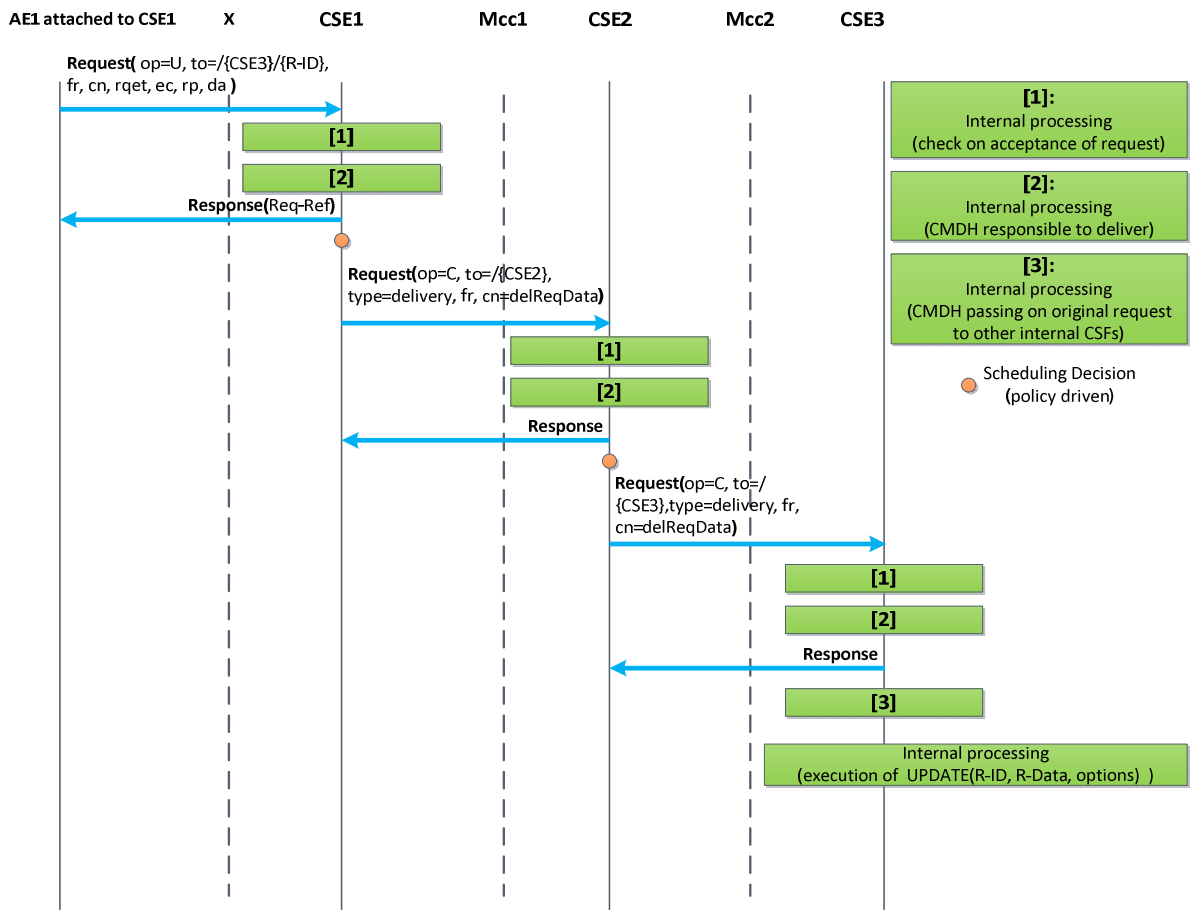 AE1 attached to CSE1 X CSE1 Mcc1 CSE2 Mcc2 CSE3
Request( op=U, to=/{CSE3}/{R-ID},
fr, cn, rqet, ec, rp, da )
[1]
[2]
Response(Req-Ref)
Request(op=C, to=/{CSE2},
type=delivery, fr, cn=delReqData)
[1]
[2]
Response
Request(op=C, to=/
{CSE3},type=delivery, fr,
cn=delReqData)
[1]
[2]
Response
[3]
Internal processing
(execution of UPDATE(R-ID, R-Data, options) )
[1]:
Internal processing
(check on acceptance of request)
[2]:
Internal processing
(CMDH responsible to deliver)
[3]:
Internal processing
(CMDH passing on original request
to other internal CSFs)
Scheduling Decision
(policy driven)